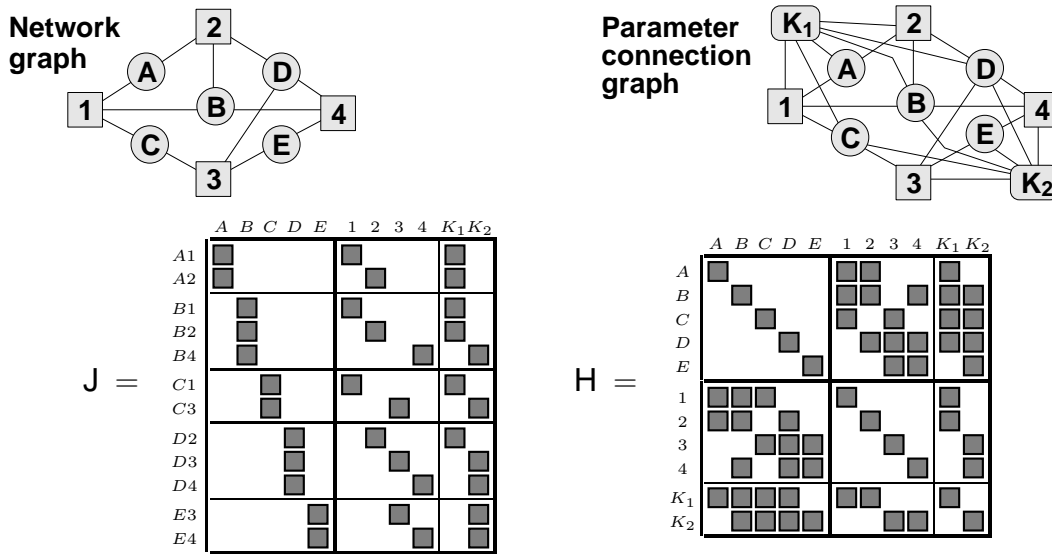 Network
graph
2
A
D
1
B
4
C
E
3
Parameter
connection
graph
K1
2
A
D
1
B
4
C
E
3
K2
A B C D E 1 2 3 4 K1 K2
A1
A2
B1
B2
B4
J =
C1
C3
D2
D3
D4
E3
E4
A B C D E 1 2 3 4 K1 K2
A
B
C
D
E
H =
1
2
3
4
K1
K2